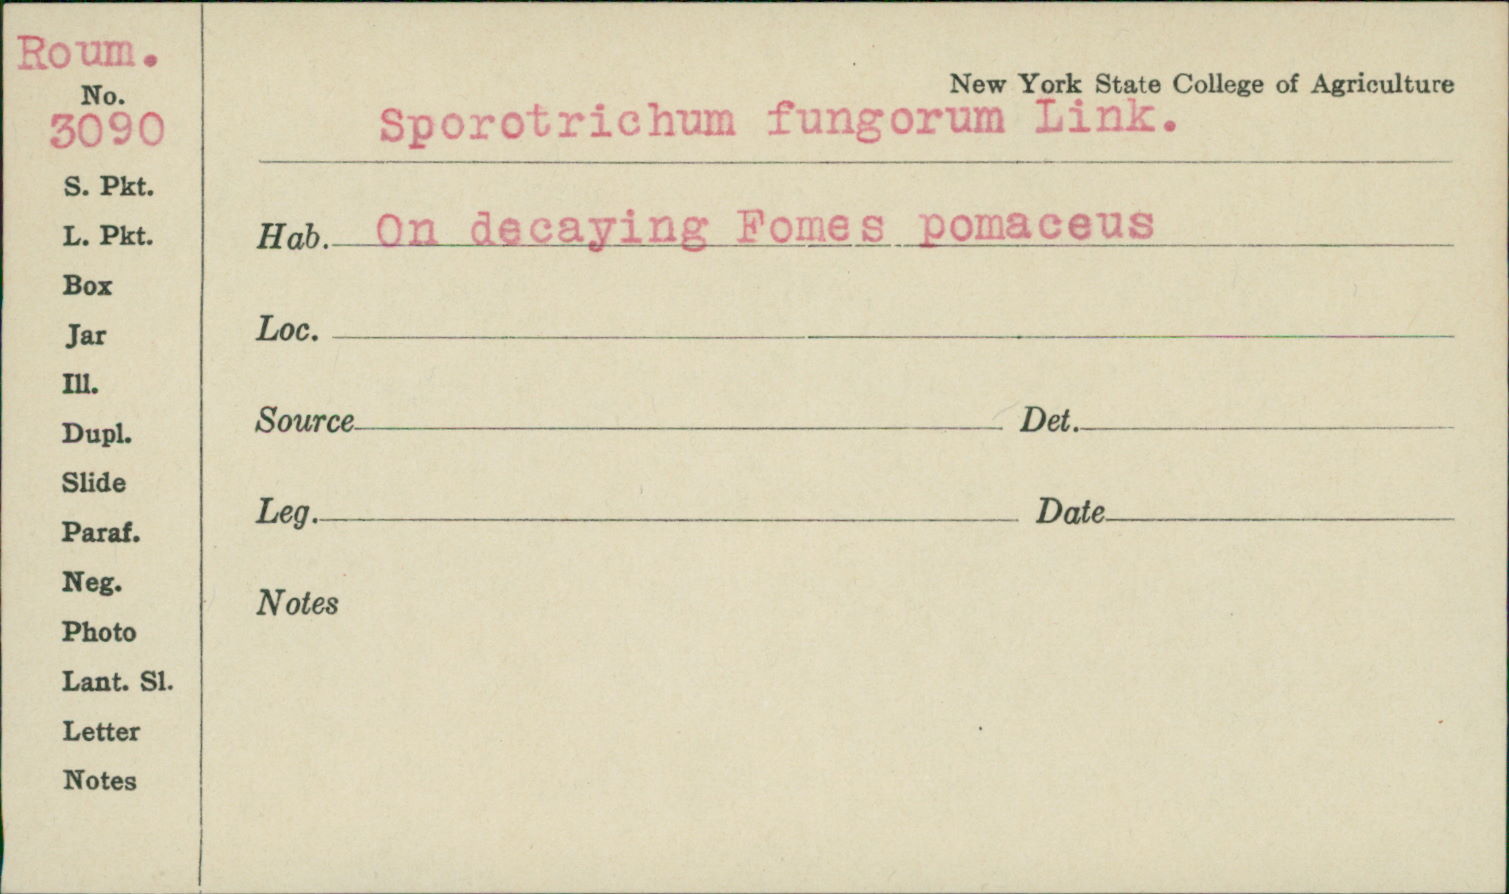 Roum.
No.
3090
S. Pkt.
L. Pkt.
Box
Jar
Ill.
Dupl.
Slide
Paraf.
Neg.
Photo
Lant. Sl.
Letter
Notes
New York State College of Agriculture
Sporotrichum fungorum Link.
Hab. On decaying Fomes pomaceus
Loc.
Source Det.
Leg. Date
Notes